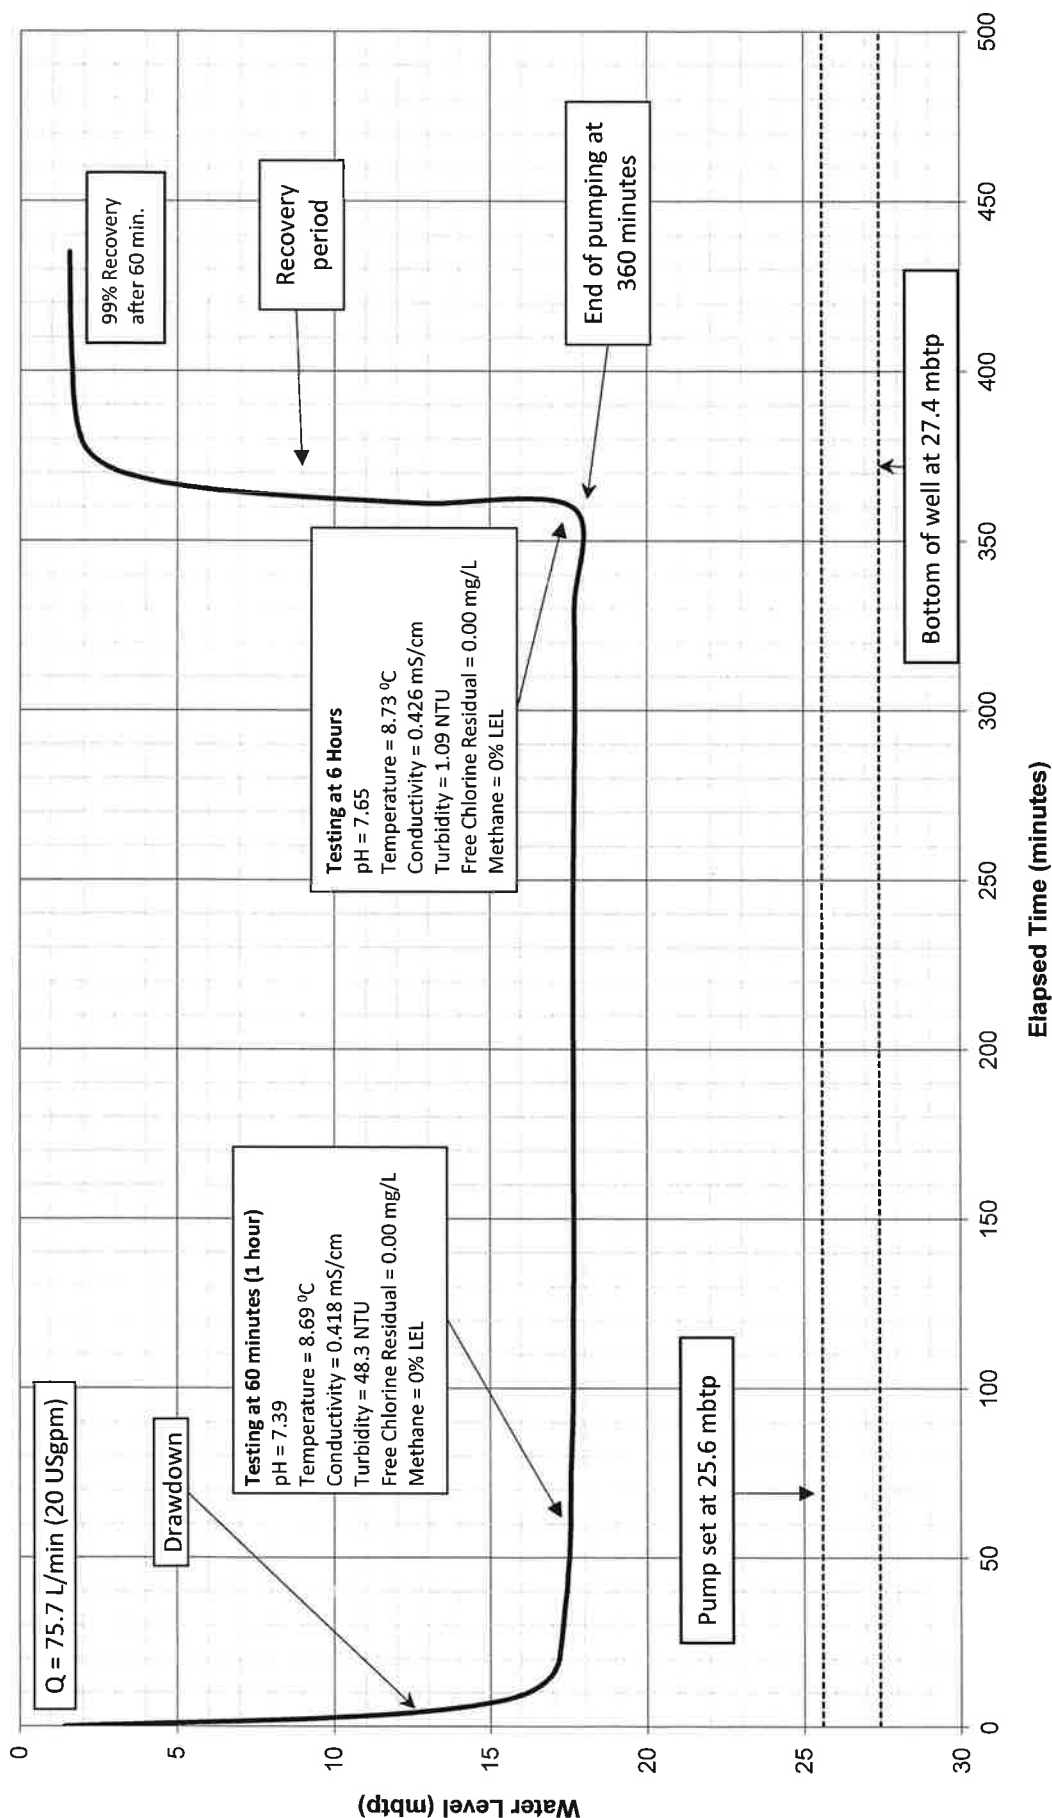 Q = 75.7 L/min (20 USgpm)
Drawdown
Testing at 60 minutes (1 hour)
pH = 7.39
Temperature = 8.69 ⁰C
Conductivity = 0.418 mS/cm
Turbidity = 48.3 NTU
Free Chlorine Residual = 0.00 mg/L
Methane = 0% LEL
Pump set at 25.6 mbtp
Testing at 6 Hours
pH = 7.65
Temperature = 8.73 ⁰C
Conductivity = 0.426 mS/cm
Turbidity = 1.09 NTU
Free Chlorine Residual = 0.00 mg/L
Methane = 0% LEL
99% Recovery
after 60 min.
Recovery
period
End of pumping at
360 minutes
Bottom of well at 27.4 mbtp
Water Level (mbtp)
0
5
10
15
20
25
30
0
50
100
150
200
250
300
350
400
450
500
Elapsed Time (minutes)